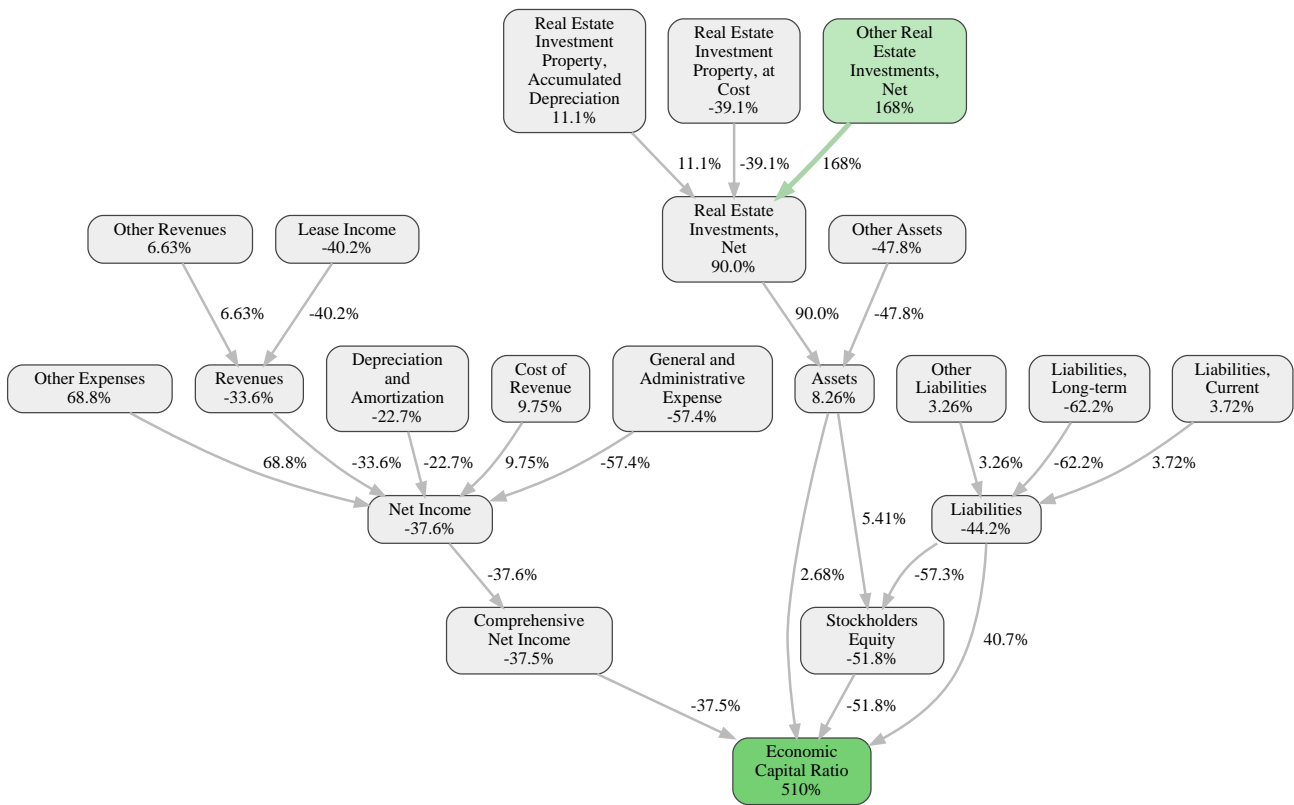 Real Estate
Investment
Property,
Accumulated
Depreciation
11.1%
Real Estate
Investment
Property, at
Cost
-39.1%
Other Real
Estate
Investments,
Net
168%
11.1%
-39.1%
168%
Other Revenues
6.63%
Lease Income
-40.2%
Real Estate
Investments,
Net
90.0%
Other Assets
-47.8%
6.63%
-40.2%
90.0%
-47.8%
Other Expenses
68.8%
Revenues
-33.6%
Depreciation
and
Amortization
-22.7%
Cost of
Revenue
9.75%
General and
Administrative
Expense
-57.4%
Assets
8.26%
Other
Liabilities
3.26%
Liabilities,
Long-term
-62.2%
Liabilities,
Current
3.72%
68.8%
-33.6%
-22.7%
9.75%
-57.4%
3.26%
-62.2%
3.72%
Net Income
-37.6%
Liabilities
-44.2%
5.41%
-37.6%
2.68%
-57.3%
Comprehensive
Net Income
-37.5%
Stockholders
Equity
-51.8%
40.7%
-37.5%
-51.8%
Economic
Capital Ratio
510%